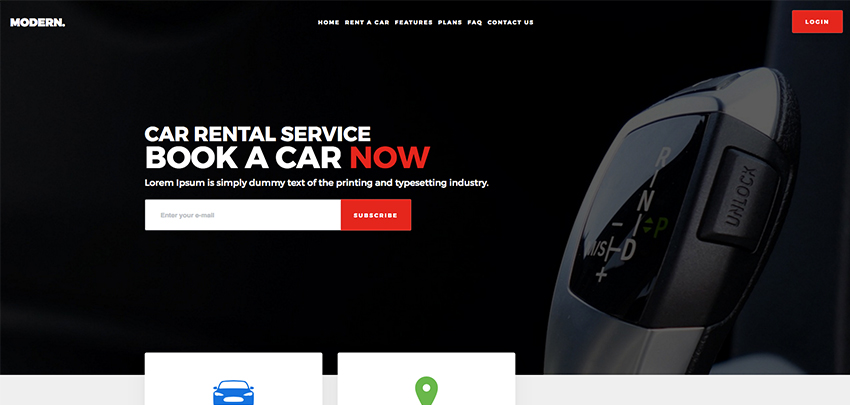 MODERN.
HOME RENT A CAR FEATURES PLANS FAQ CONTACT US
LOGIN
CAR RENTAL SERVICE
BOOK A CAR NOW
Lorem Ipsum is simply dummy text of the printing and typesetting industry.
Enter your e-mail
SUBSCRIBE
UNLOCK
R
N
P
D
M/S
+